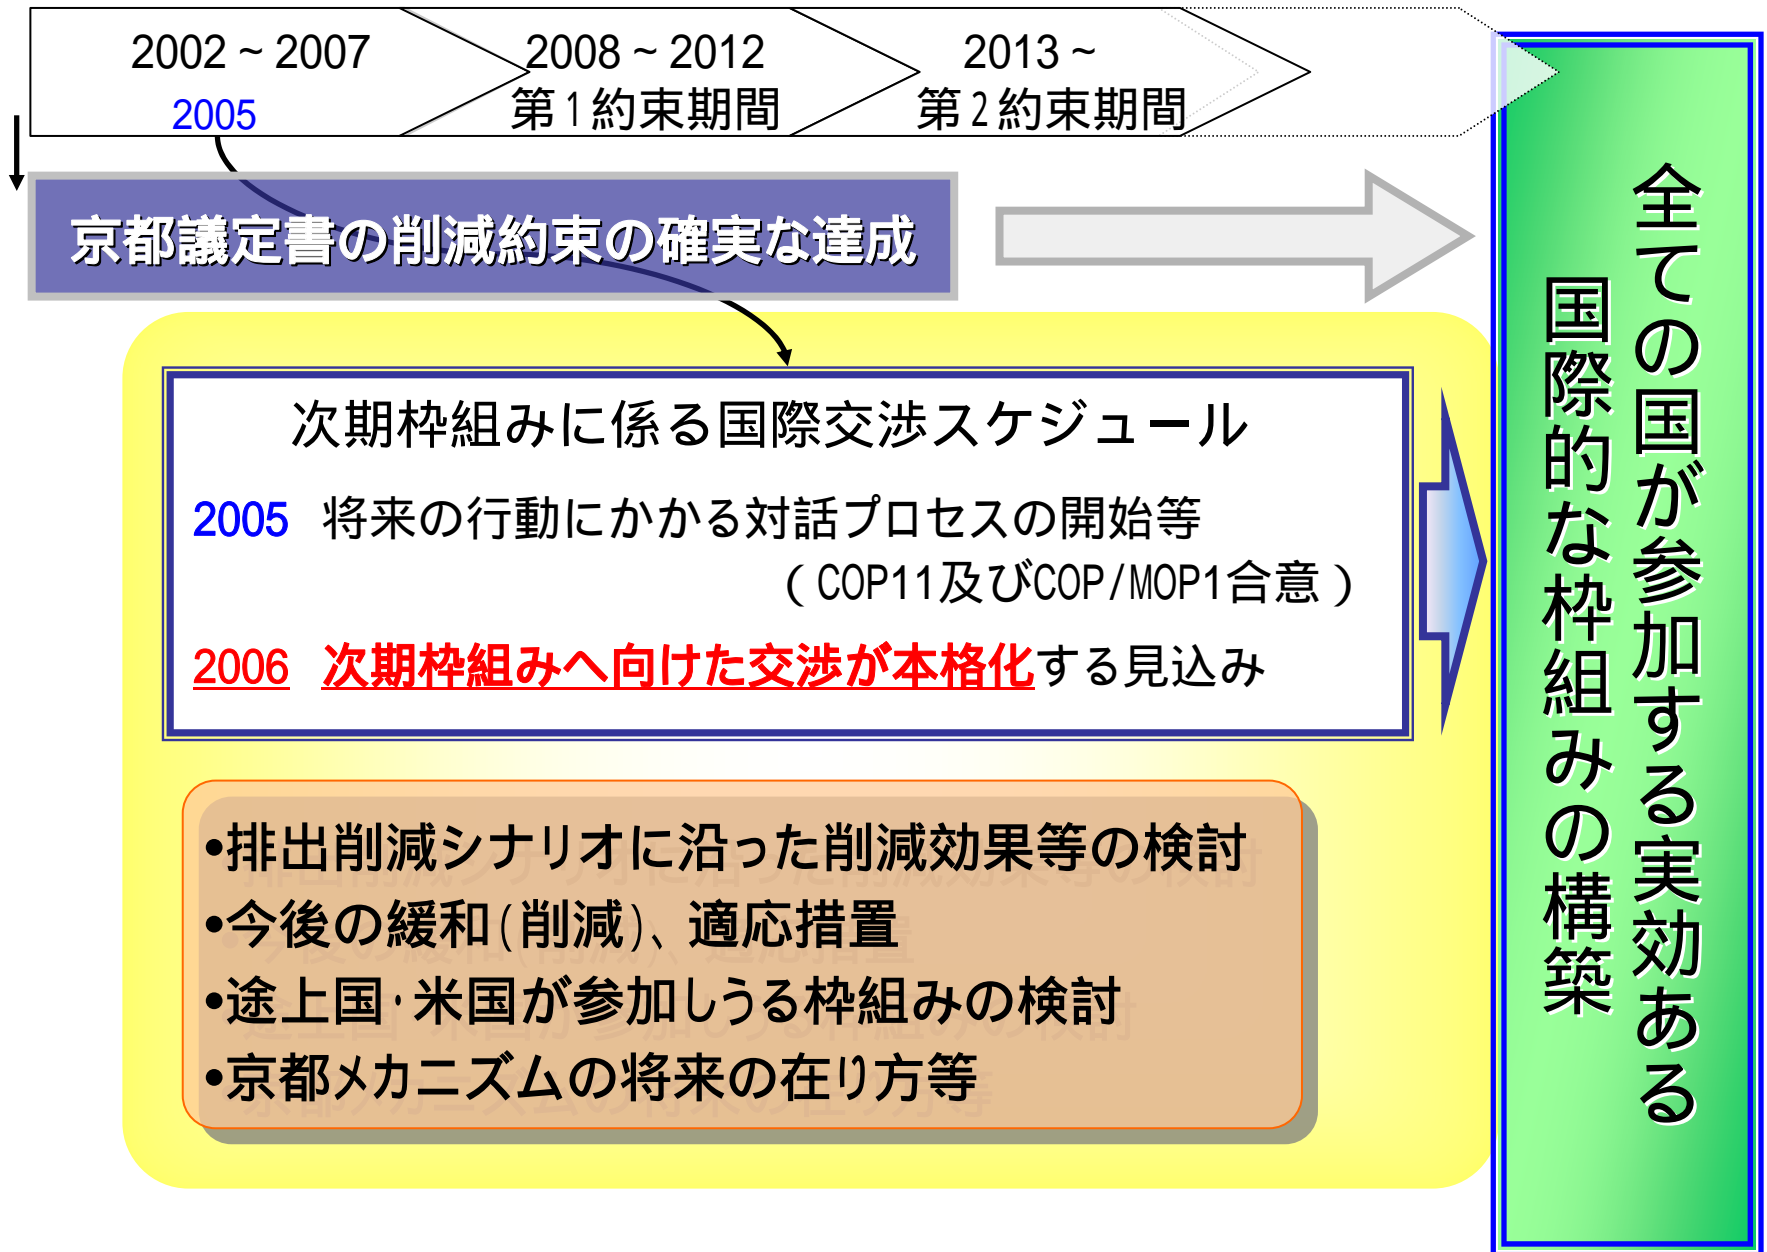 2002～2007
2005
2008～2012
第1約束期間
2013～
第2約束期間
京都議定書の削減約束の確実な達成
次期枠組みに係る国際交渉スケジュール
2005 将来の行動にかかる対話プロセスの開始等
（COP11及びCOP/MOP1合意）
2006 次期枠組みへ向けた交渉が本格化する見込み
•排出削減シナリオに沿った削減効果等の検討
•今後の緩和(削減)、適応措置
•途上国・米国が参加しうる枠組みの検討
•京都メカニズムの将来の在り方等
全ての国が参加する実効ある
国際的な枠組みの構築